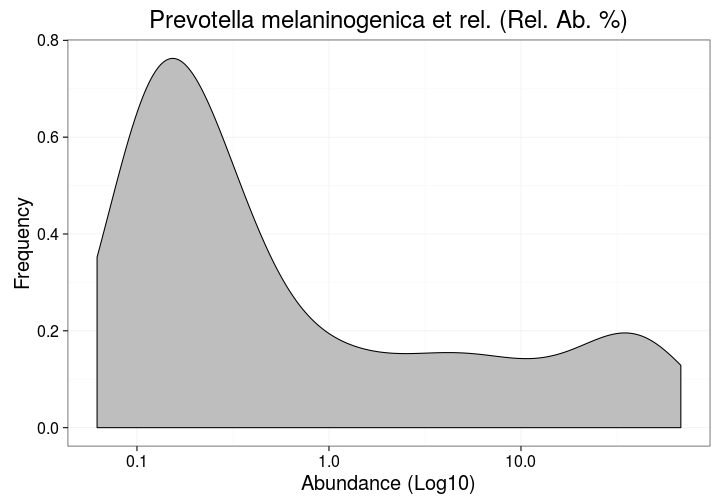 Prevotella melaninogenica et rel. (Rel. Ab. %)
Frequency
0.8
0.6
0.4
0.2
0.0
0.1 1.0 10.0
Abundance (Log10)